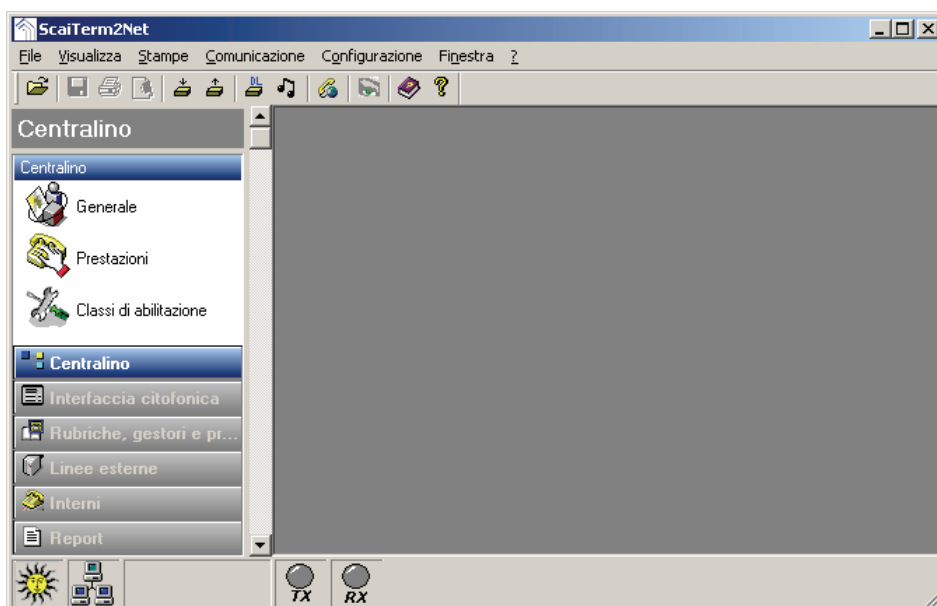 ScaiTerm2Net
File Visualizza Stampe Comunicazione Configurazione Finestra ?
DL
Centralino
Centralino
Generale
Prestazioni
Classi di abilitazione
Centralino
Interfaccia citofonica
Rubriche, gestori e pr...
Linee esterne
Interni
Report
TX RX